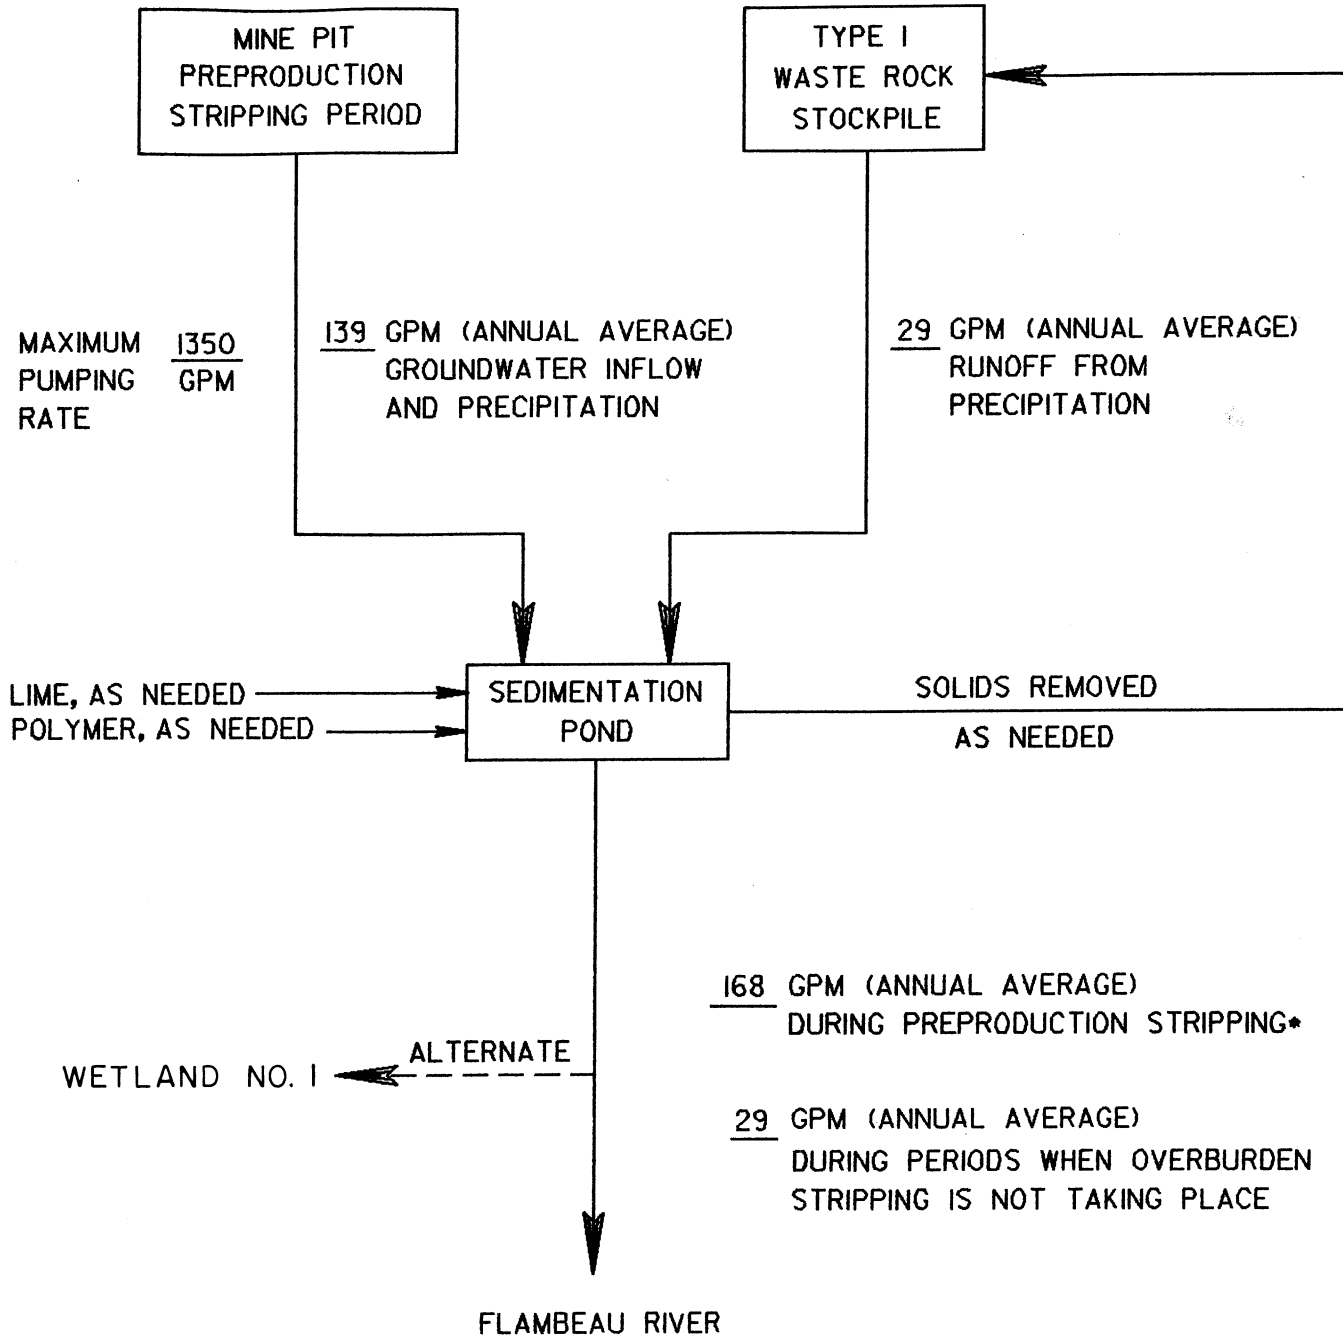 MINE PIT
PREPRODUCTION
STRIPPING PERIOD
TYPE I
WASTE ROCK
STOCKPILE
MAXIMUM 1350
PUMPING GPM
RATE
139 GPM (ANNUAL AVERAGE)
GROUNDWATER INFLOW
AND PRECIPITATION
29 GPM (ANNUAL AVERAGE)
RUNOFF FROM
PRECIPITATION
LIME, AS NEEDED
POLYMER, AS NEEDED
SEDIMENTATION
POND
SOLIDS REMOVED
AS NEEDED
168 GPM (ANNUAL AVERAGE)
DURING PREPRODUCTION STRIPPING*
ALTERNATE
WETLAND NO. 1
29 GPM (ANNUAL AVERAGE)
DURING PERIODS WHEN OVERBURDEN
STRIPPING IS NOT TAKING PLACE
FLAMBEAU RIVER